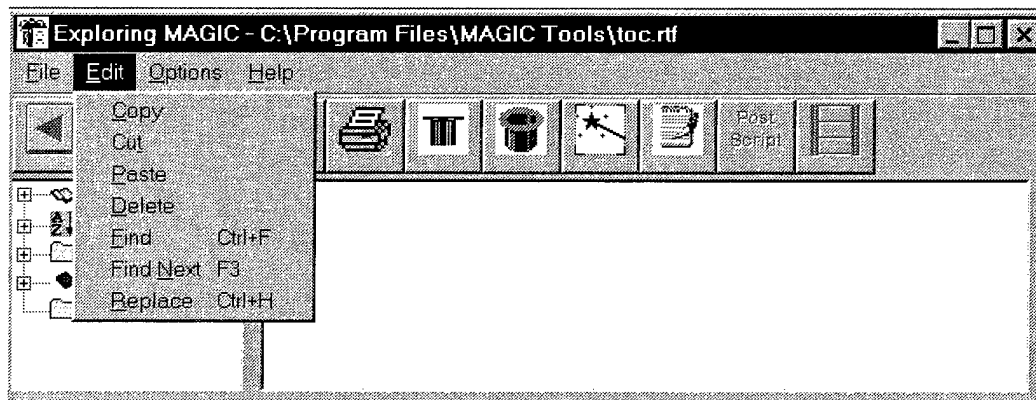 Exploring MAGIC - C:\Program Files\MAGIC Tools\toc.rtf
File Edit Options Help
Copy
Cut
Paste
Delete
Find Ctrl+F
Find Next F3
Replace Ctrl+H
Post
Script
A
Z